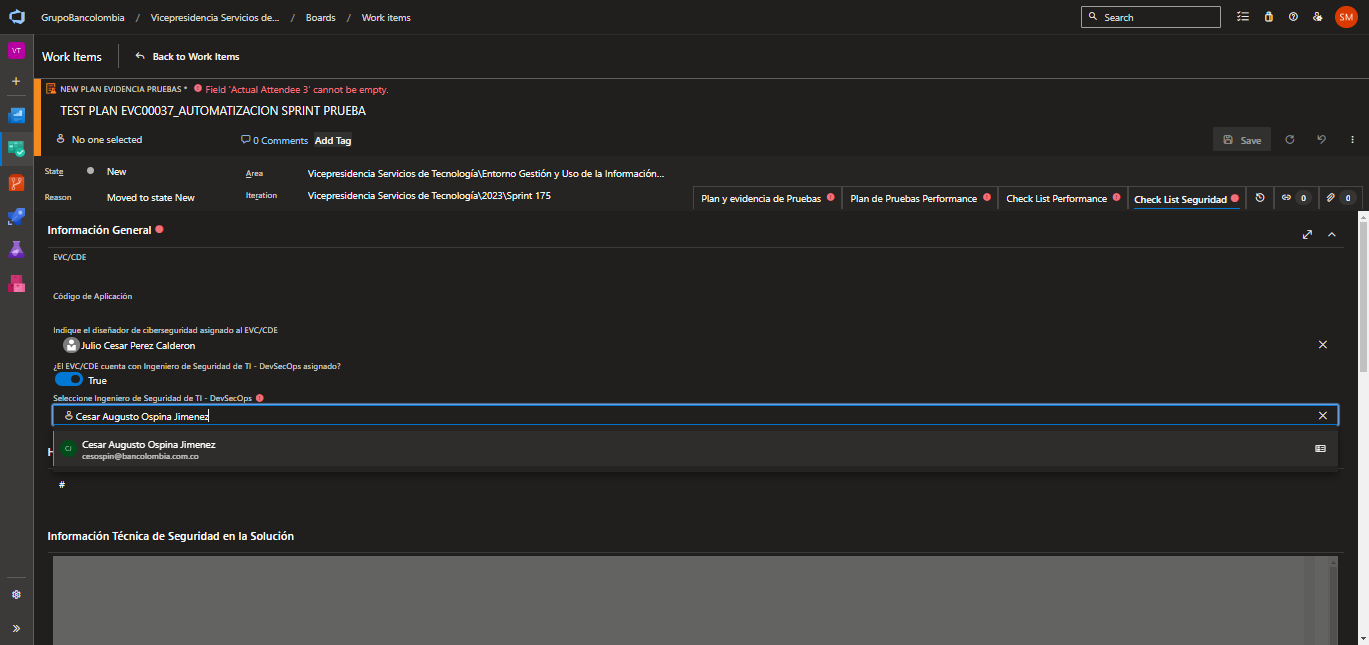 GrupoBancolombia / Vicepresidencia Servicios de... / Boards / Work items
Search
SM
VT
Work Items
Back to Work Items
NEW PLAN EVIDENCIA PRUEBAS * Field 'Actual Attendee 3' cannot be empty.
TEST PLAN EVC00037_AUTOMATIZACION SPRINT PRUEBA
No one selected
0 Comments
Add Tag
Save
State
New
Area
Vicepresidencia Servicios de Tecnología\Entorno Gestión y Uso de la Información...
Reason
Moved to state New
Iteration
Vicepresidencia Servicios de Tecnología\2023\Sprint 175
Plan y evidencia de Pruebas
Plan de Pruebas Performance
Check List Performance
Check List Seguridad
0
0
Información General
EVC/CDE
Código de Aplicación
Indique el diseñador de ciberseguridad asignado al EVC/CDE
Julio Cesar Perez Calderon
¿El EVC/CDE cuenta con Ingeniero de Seguridad de TI - DevSecOps asignado?
True
Seleccione Ingeniero de Seguridad de TI - DevSecOps
Cesar Augusto Ospina Jimenez
CJ
Cesar Augusto Ospina Jimenez
cesospin@bancolombia.com.co
H
#
Información Técnica de Seguridad en la Solución